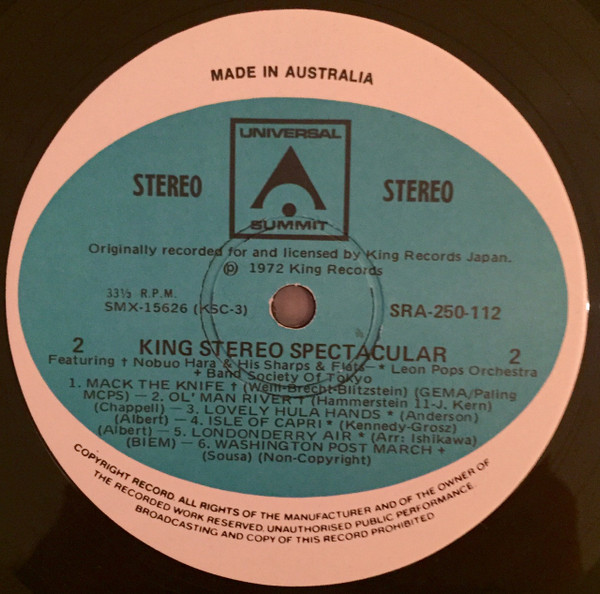 MADE IN AUSTRALIA
UNIVERSAL
STEREO STEREO
SUMMIT
Originally recorded for and licensed by King Records Japan.
℗ 1972 King Records
33⅓ R.P.M.
SMX-15626 (KSC-3) SRA-250-112
2 KING STEREO SPECTACULAR 2
Featuring † Nobuo Hara & His Sharps & Flats—* Leon Pops Orchestra
+ Band Society Of Tokyo
1. MACK THE KNIFE † (Weill-Brecht-Blitzstein) (GEMA/Paling
MCPS) — 2. OL' MAN RIVER † (Hammerstein 11-J. Kern)
(Chappell) — 3. LOVELY HULA HANDS * (Anderson)
(Albert) — 4. ISLE OF CAPRI * (Kennedy-Grosz)
(Albert) — 5. LONDONDERRY AIR * (Arr: Ishikawa)
(BIEM) — 6. WASHINGTON POST MARCH +
(Sousa) (Non-Copyright)
COPYRIGHT RECORD. ALL RIGHTS OF THE MANUFACTURER AND OF THE OWNER OF
THE RECORDED WORK RESERVED. UNAUTHORISED PUBLIC PERFORMANCE,
BROADCASTING AND COPY OF THIS RECORD PROHIBITED